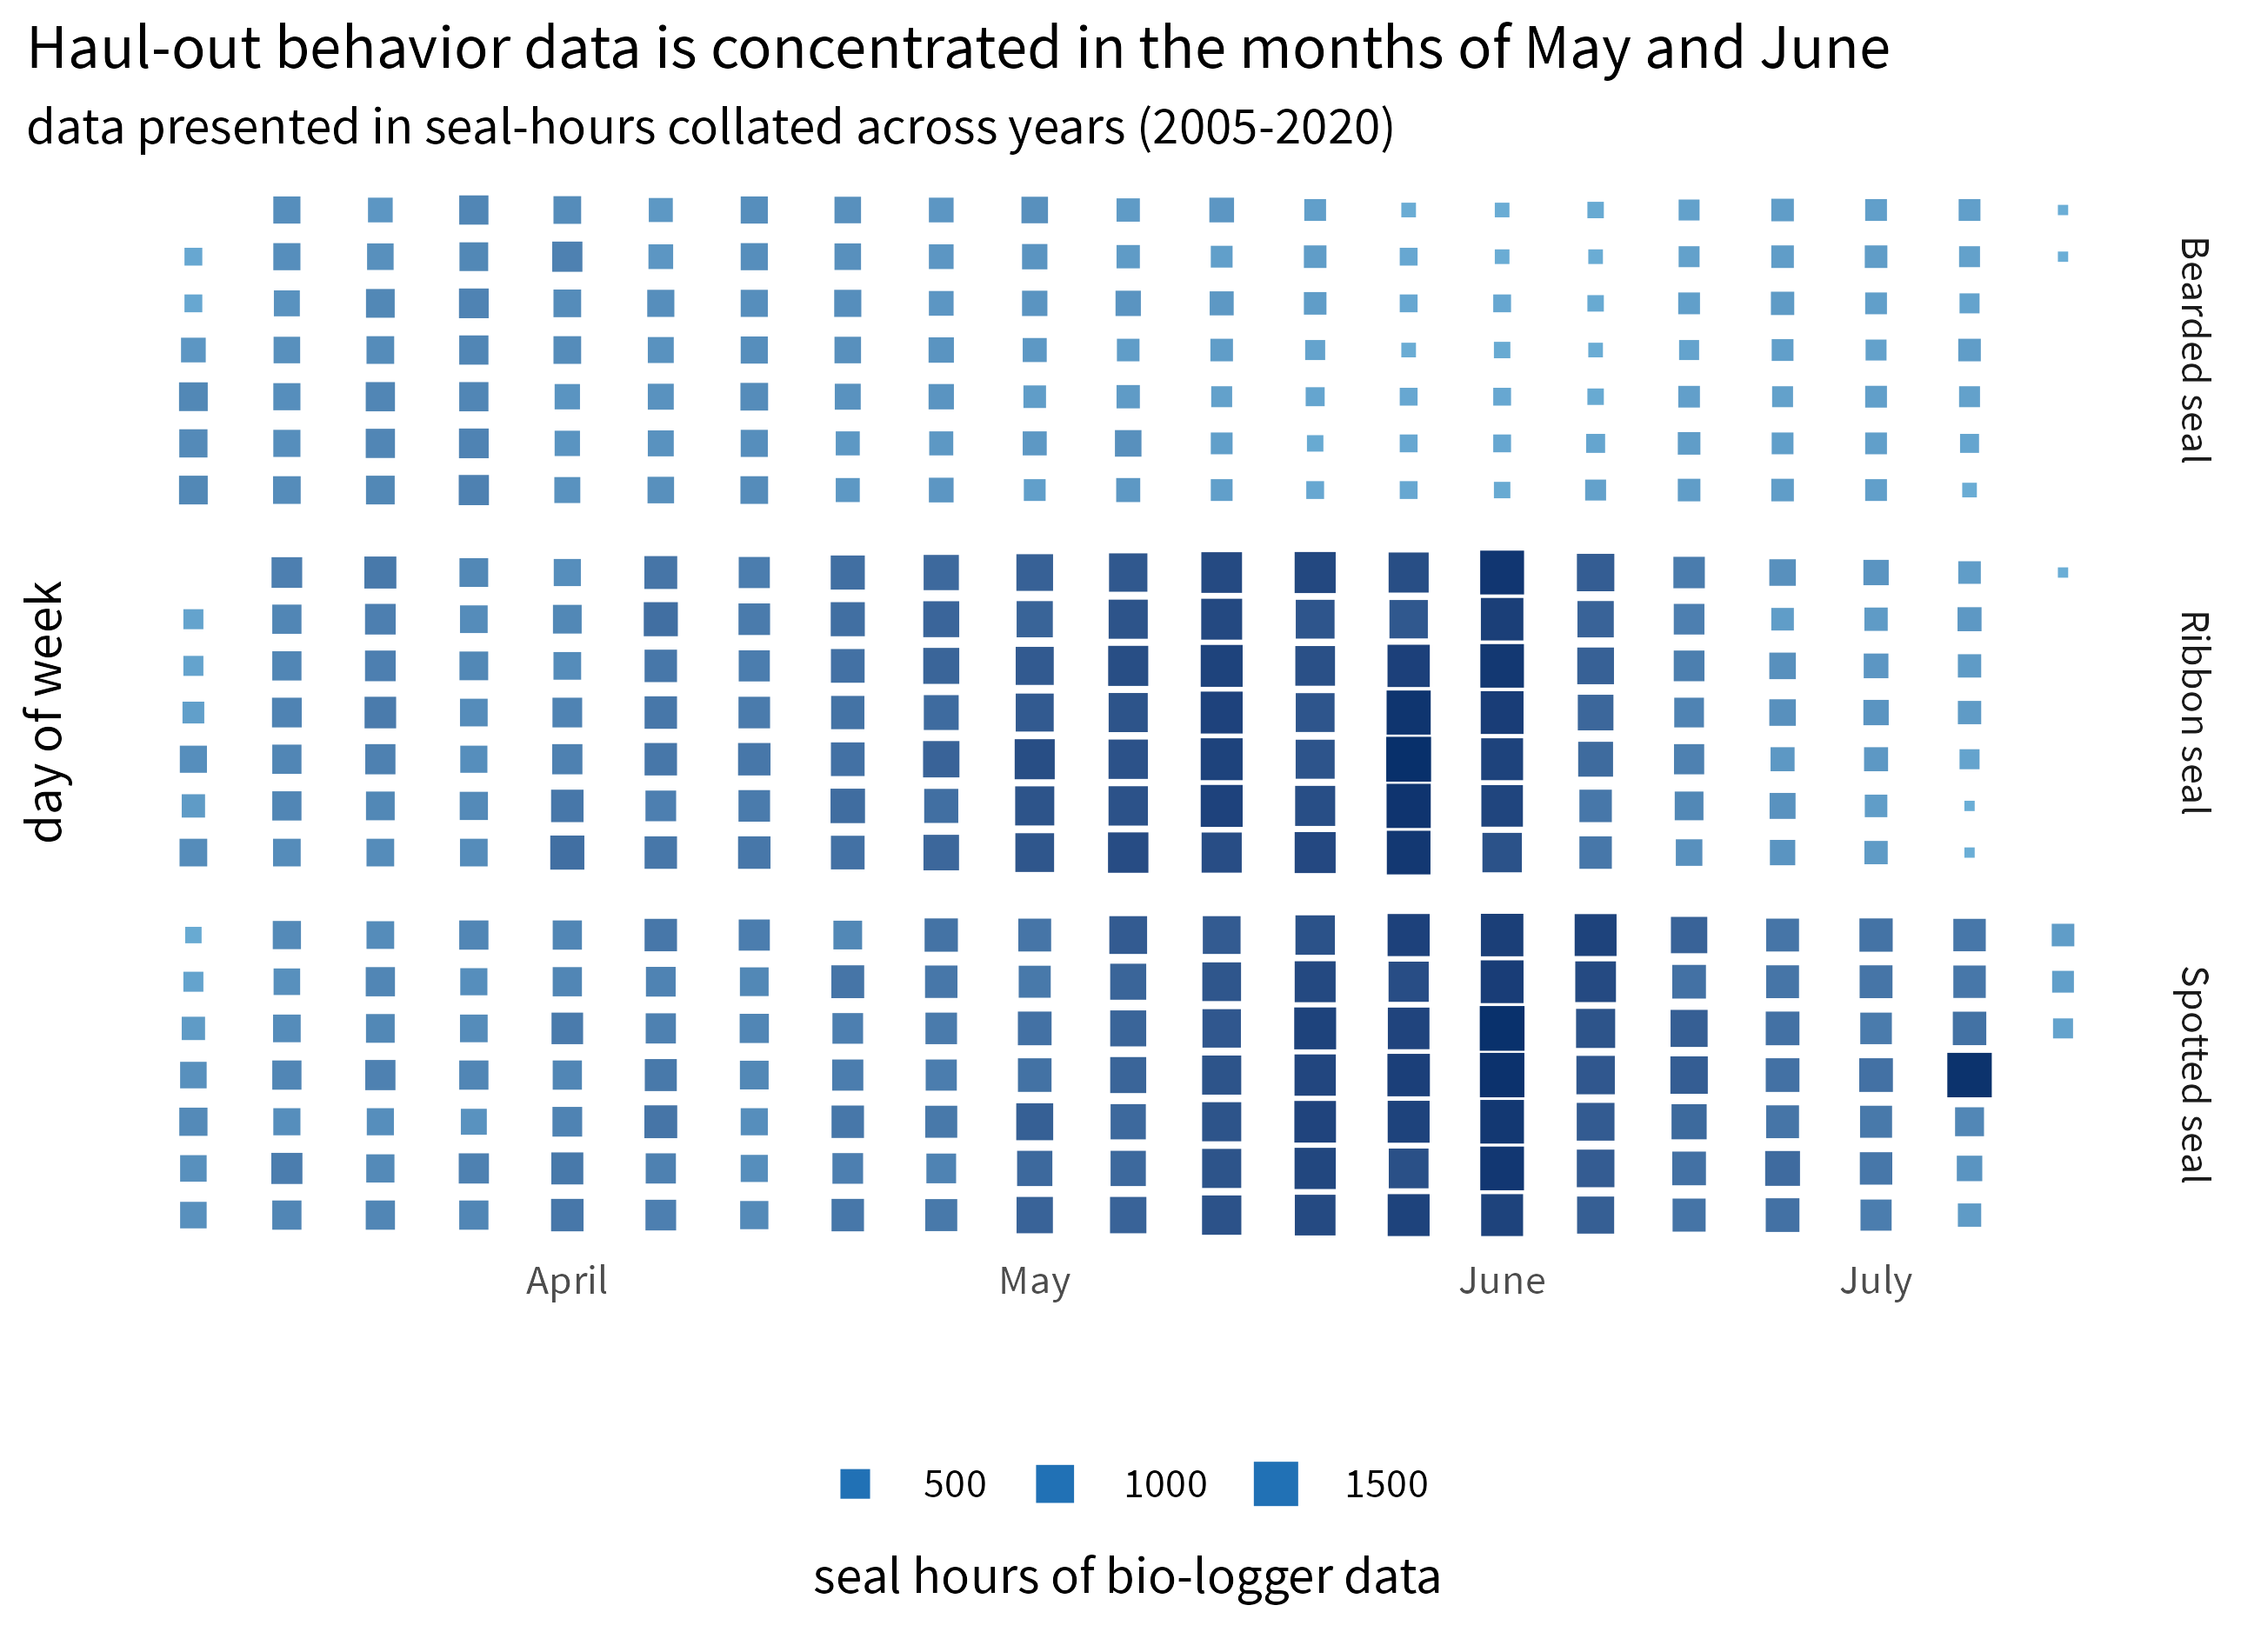 Haul-out behavior data is concentrated in the months of May and June
data presented in seal-hours collated across years (2005-2020)
Bearded seal
day of week
Ribbon seal
Spotted seal
April May June July
500 1000 1500
seal hours of bio-logger data